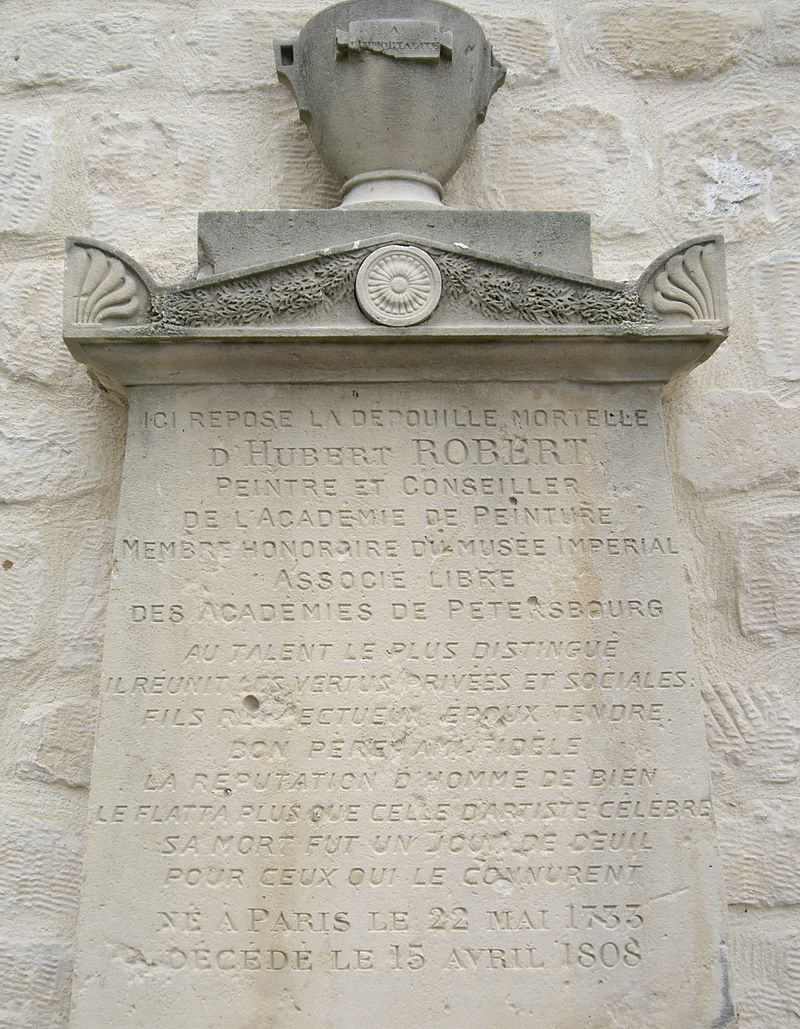 A
L'IMMORTALITÉ
ICI REPOSE LA DÉPOUILLE MORTELLE
D'HUBERT ROBERT
PEINTRE ET CONSEILLER
DE L'ACADÉMIE DE PEINTURE
MEMBRE HONORAIRE DU MUSÉE IMPÉRIAL
ASSOCIÉ LIBRE
DES ACADÉMIES DE PETERSBOURG
AU TALENT LE PLUS DISTINGUÉ
IL RÉUNIT LES VERTUS PRIVÉES ET SOCIALES:
FILS RESPECTUEUX, ÉPOUX TENDRE,
BON PÈRE, AMI FIDÈLE
LA RÉPUTATION D'HOMME DE BIEN
LE FLATTA PLUS QUE CELLE D'ARTISTE CÉLÈBRE
SA MORT FUT UN JOUR DE DEUIL
POUR CEUX QUI LE CONNURENT
NÉ À PARIS LE 22 MAI 1733
DÉCÉDÉ LE 15 AVRIL 1808